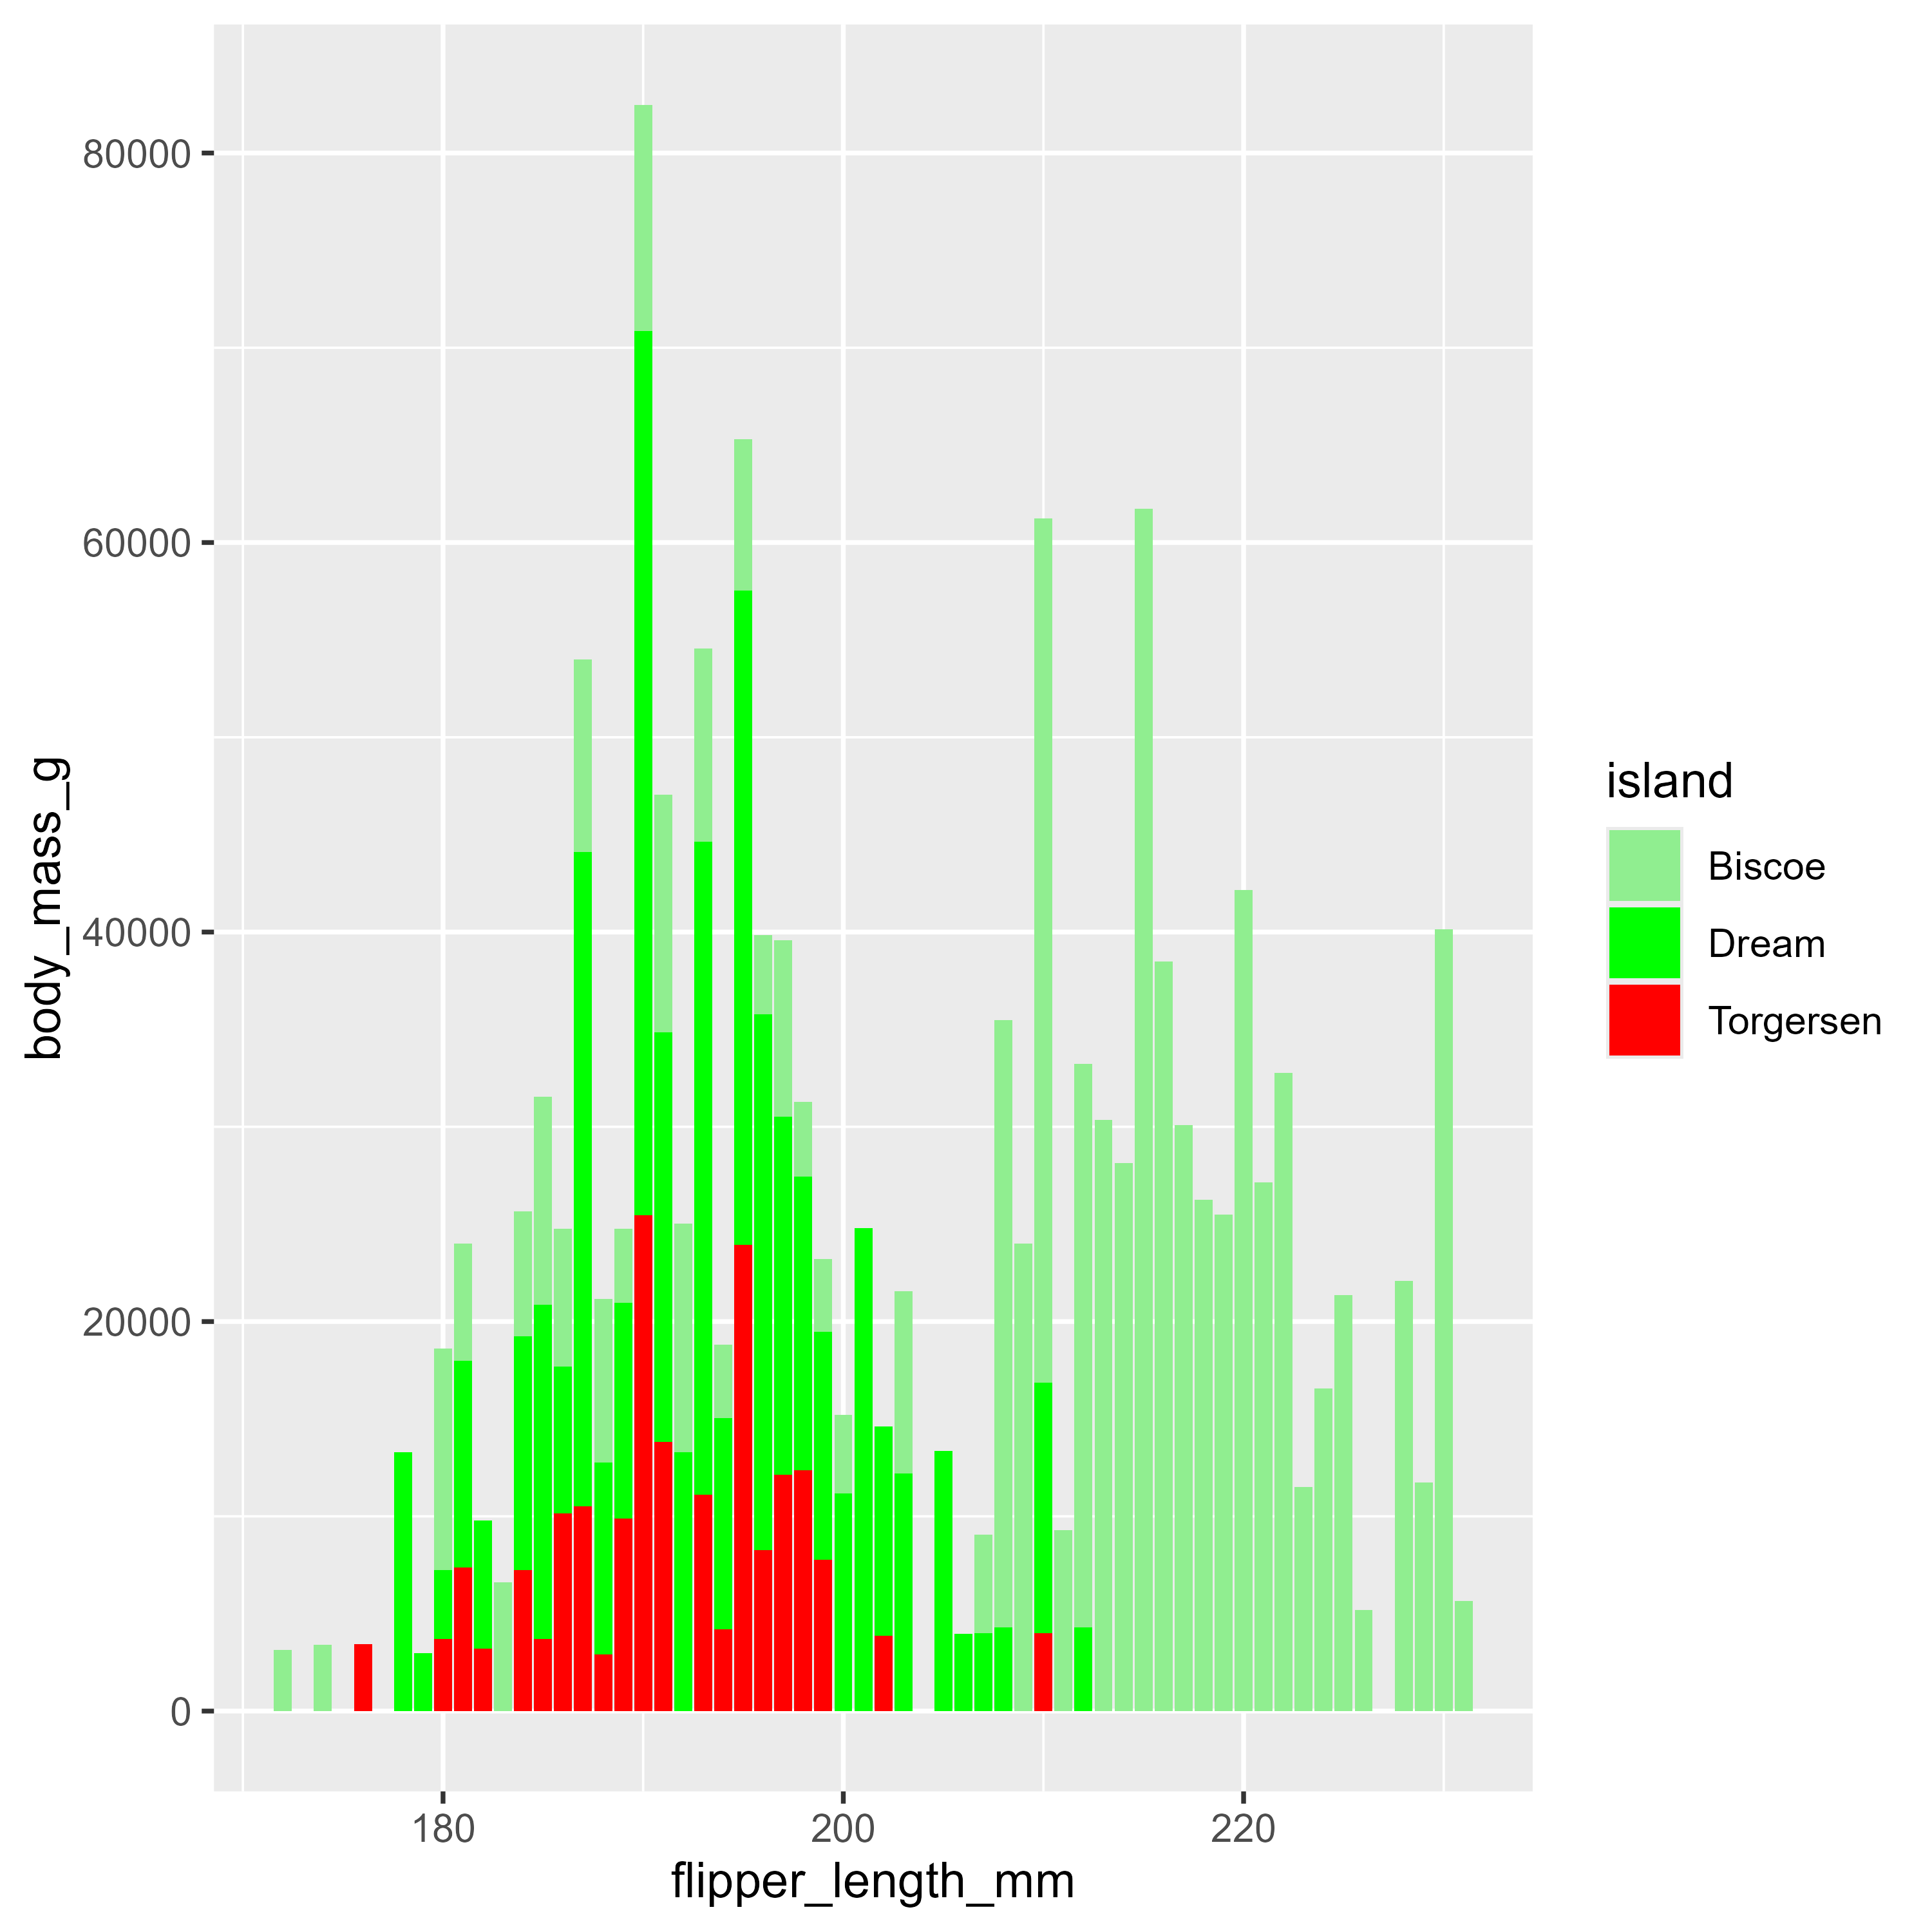 80000
60000
40000
20000
0
body_mass_g
180
200
220
flipper_length_mm
island
Biscoe
Dream
Torgersen